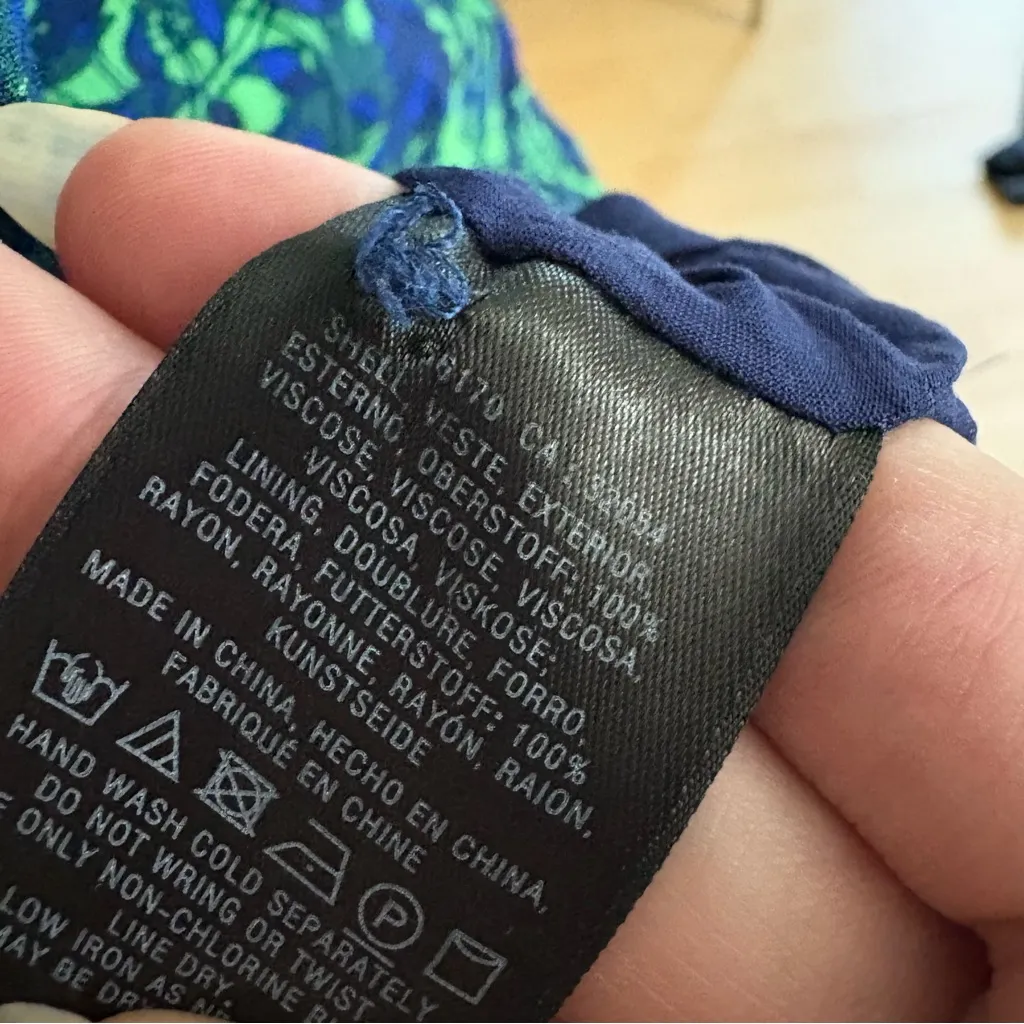 CA
SHELL, VESTE, EXTERIOR,
ESTERNO, OBERSTOFF: 100%
VISCOSE, VISCOSE, VISCOSA,
VISCOSA, VISKOSE;
LINING, DOUBLURE, FORRO,
FODERA, FUTTERSTOFF: 100%
RAYON, RAYONNE, RAYÓN, RAION,
KUNSTSEIDE
MADE IN CHINA, HECHO EN CHINA,
FABRIQUÉ EN CHINE
P
HAND WASH COLD SEPARATELY
DO NOT WRING OR TWIST
ONLY NON-CHLORINE
LINE DRY.
LOW IRON AS
MAY BE